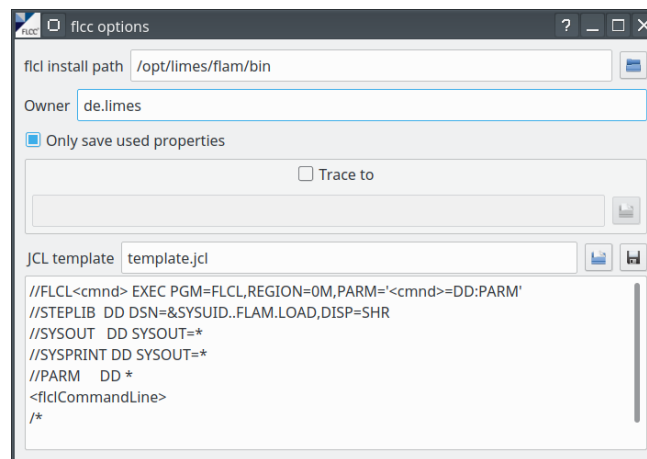 FLCC
flcc options
flcl install path /opt/limes/flam/bin
Owner de.limes
Only save used properties
Trace to
JCL template template.jcl
//FLCL<cmnd> EXEC PGM=FLCL,REGION=0M,PARM='<cmnd>=DD:PARM'
//STEPLIB  DD DSN=&SYSUID..FLAM.LOAD,DISP=SHR
//SYSOUT   DD SYSOUT=*
//SYSPRINT DD SYSOUT=*
//PARM     DD *
<flclCommandLine>
/*